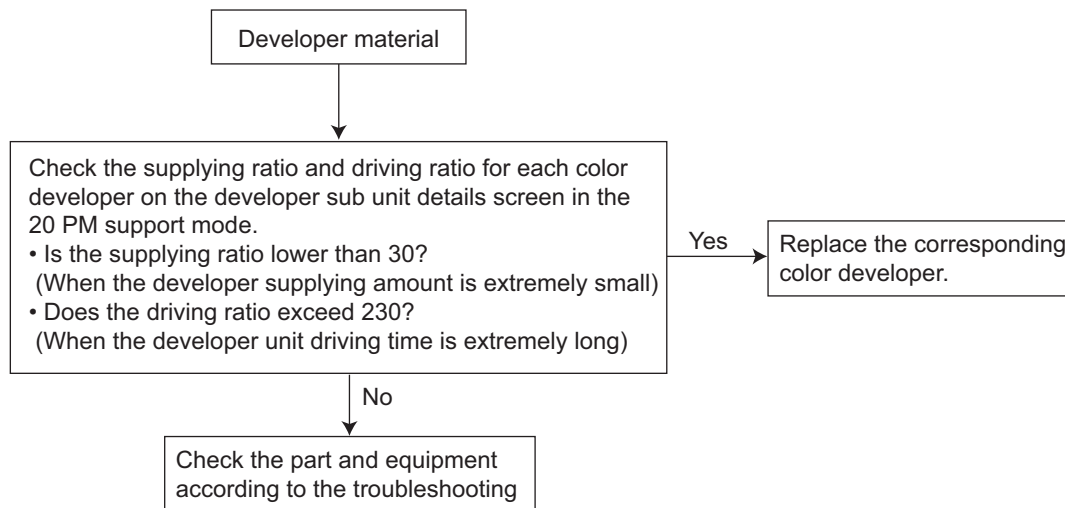 Developer material
Check the supplying ratio and driving ratio for each color
developer on the developer sub unit details screen in the
20 PM support mode.
• Is the supplying ratio lower than 30?
(When the developer supplying amount is extremely small)
• Does the driving ratio exceed 230?
(When the developer unit driving time is extremely long)
Yes
Replace the corresponding
color developer.
No
Check the part and equipment
according to the troubleshooting